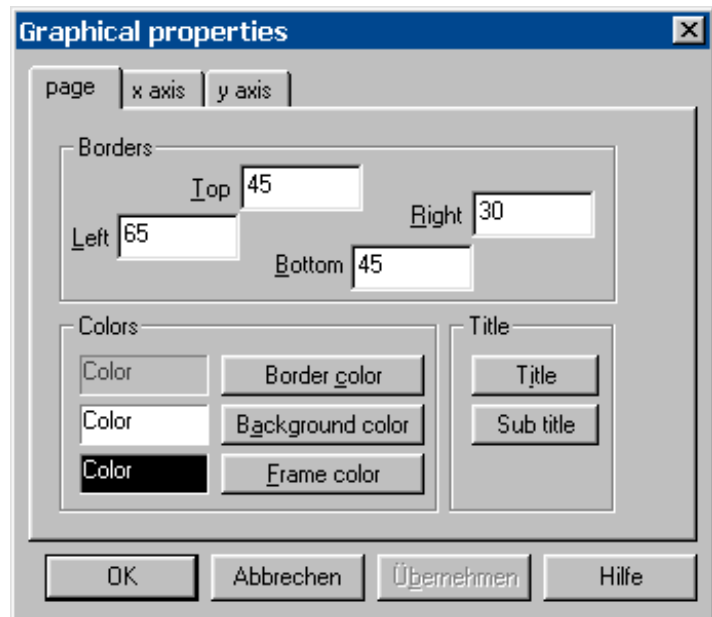 Graphical properties
page x axis y axis
Borders
Top 45
Right 30
Left 65
Bottom 45
Colors
Title
Color Border color Title
Color Background color Sub title
Color Frame color
OK Abbrechen Übernehmen Hilfe